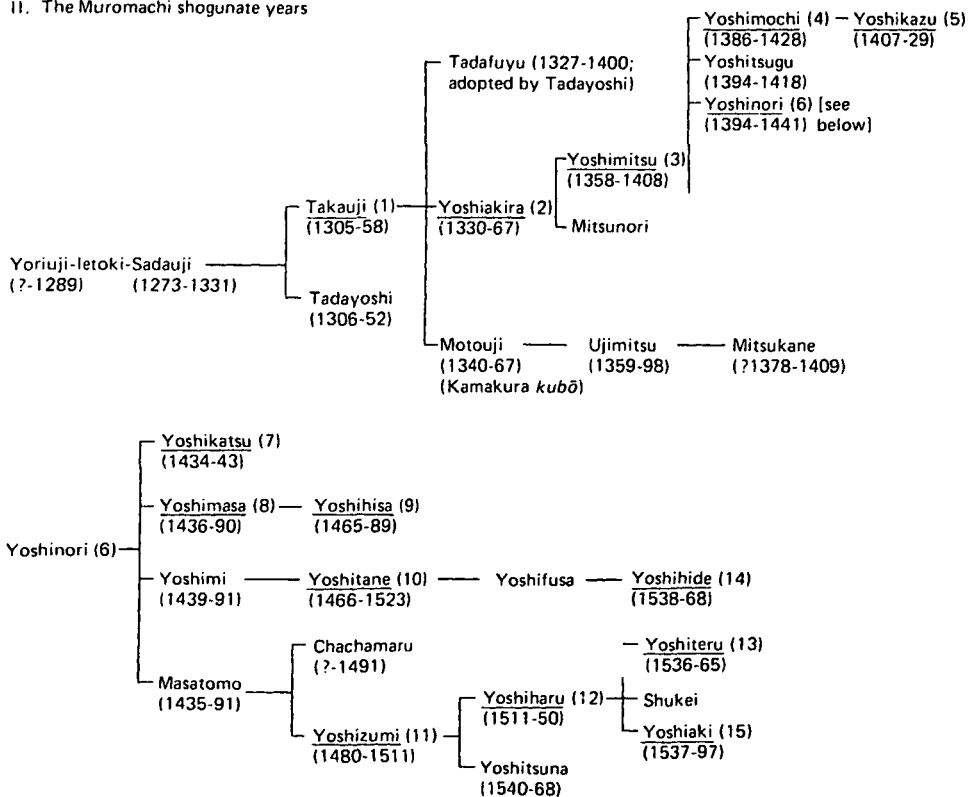 II. The Muromachi shogunate years
Yoshimochi (4) — Yoshikazu (5)
(1386-1428) (1407-29)
Tadafuyu (1327-1400;
adopted by Tadayoshi)
Yoshitsugu
(1394-1418)
Yoshinori (6) [see
(1394-1441) below]
Yoshimitsu (3)
(1358-1408)
Takauji (1)
(1305-58)
Yoshiakira (2)
(1330-67)
Mitsunori
Yoriuji-Ietoki-Sadauji
(?-1289) (1273-1331)
Tadayoshi
(1306-52)
Motouji — Ujimitsu — Mitsukane
(1340-67) (1359-98) (?1378-1409)
(Kamakura kubō)
Yoshikatsu (7)
(1434-43)
Yoshimasa (8) — Yoshihisa (9)
(1436-90) (1465-89)
Yoshinori (6)
Yoshimi — Yoshitane (10) — Yoshifusa — Yoshihide (14)
(1439-91) (1466-1523) (1538-68)
Chachamaru
(?-1491)
Yoshiteru (13)
(1536-65)
Masatomo
(1435-91)
Yoshiharu (12)
(1511-50)
Shukei
Yoshizumi (11)
(1480-1511)
Yoshiaki (15)
(1537-97)
Yoshitsuna
(1540-68)